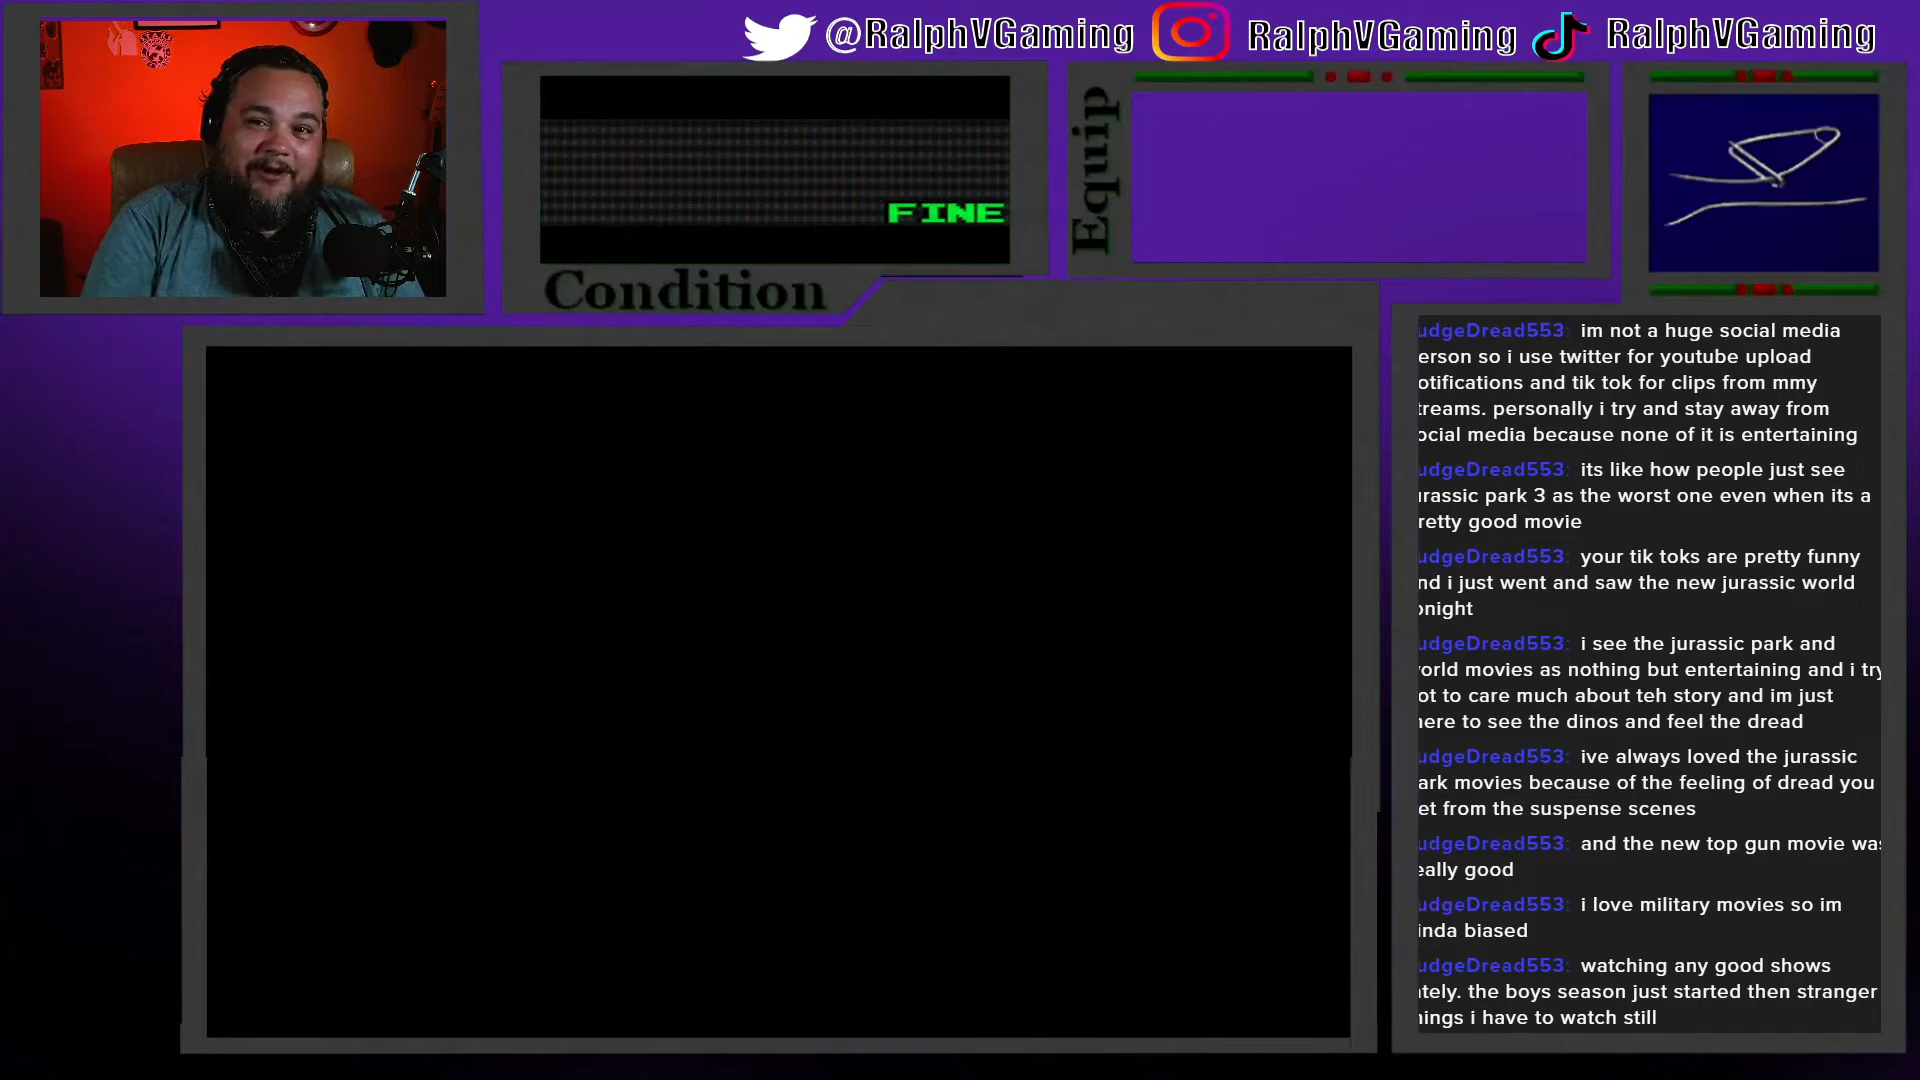 @RalphVGaming RalphVGaming RalphVGaming
FINE
Condition
Equip
udgeDread553: im not a huge social media
erson so i use twitter for youtube upload
otifications and tik tok for clips from mmy
treams. personally i try and stay away from
ocial media because none of it is entertaining
udgeDread553: its like how people just see
urassic park 3 as the worst one even when its a
retty good movie
udgeDread553: your tik toks are pretty funny
nd i just went and saw the new jurassic world
onight
udgeDread553: i see the jurassic park and
orld movies as nothing but entertaining and i try
ot to care much about teh story and im just
here to see the dinos and feel the dread
udgeDread553: ive always loved the jurassic
ark movies because of the feeling of dread you
et from the suspense scenes
udgeDread553: and the new top gun movie was
eally good
udgeDread553: i love military movies so im
inda biased
udgeDread553: watching any good shows
ately. the boys season just started then stranger
hings i have to watch still